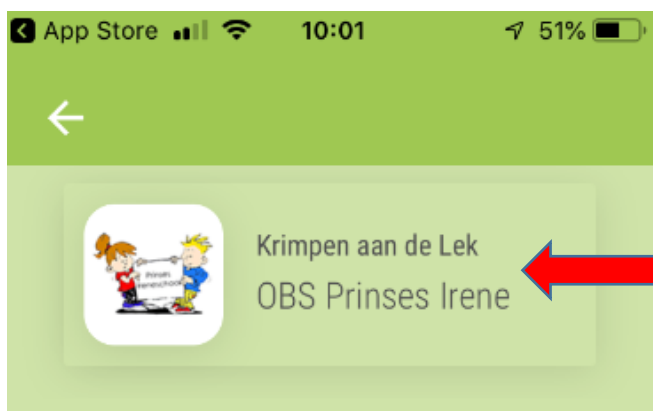 App Store 10:01 51%
Krimpen aan de Lek
OBS Prinses Irene